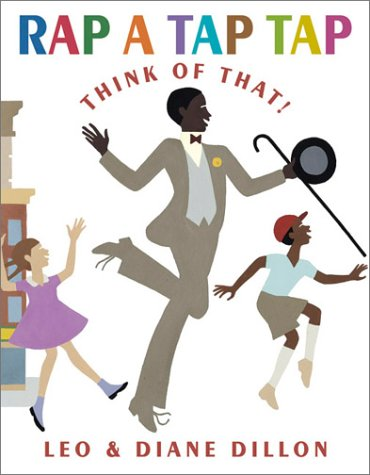 RAP A TAP TAP
THINK OF THAT!
LEO & DIANE DILLON